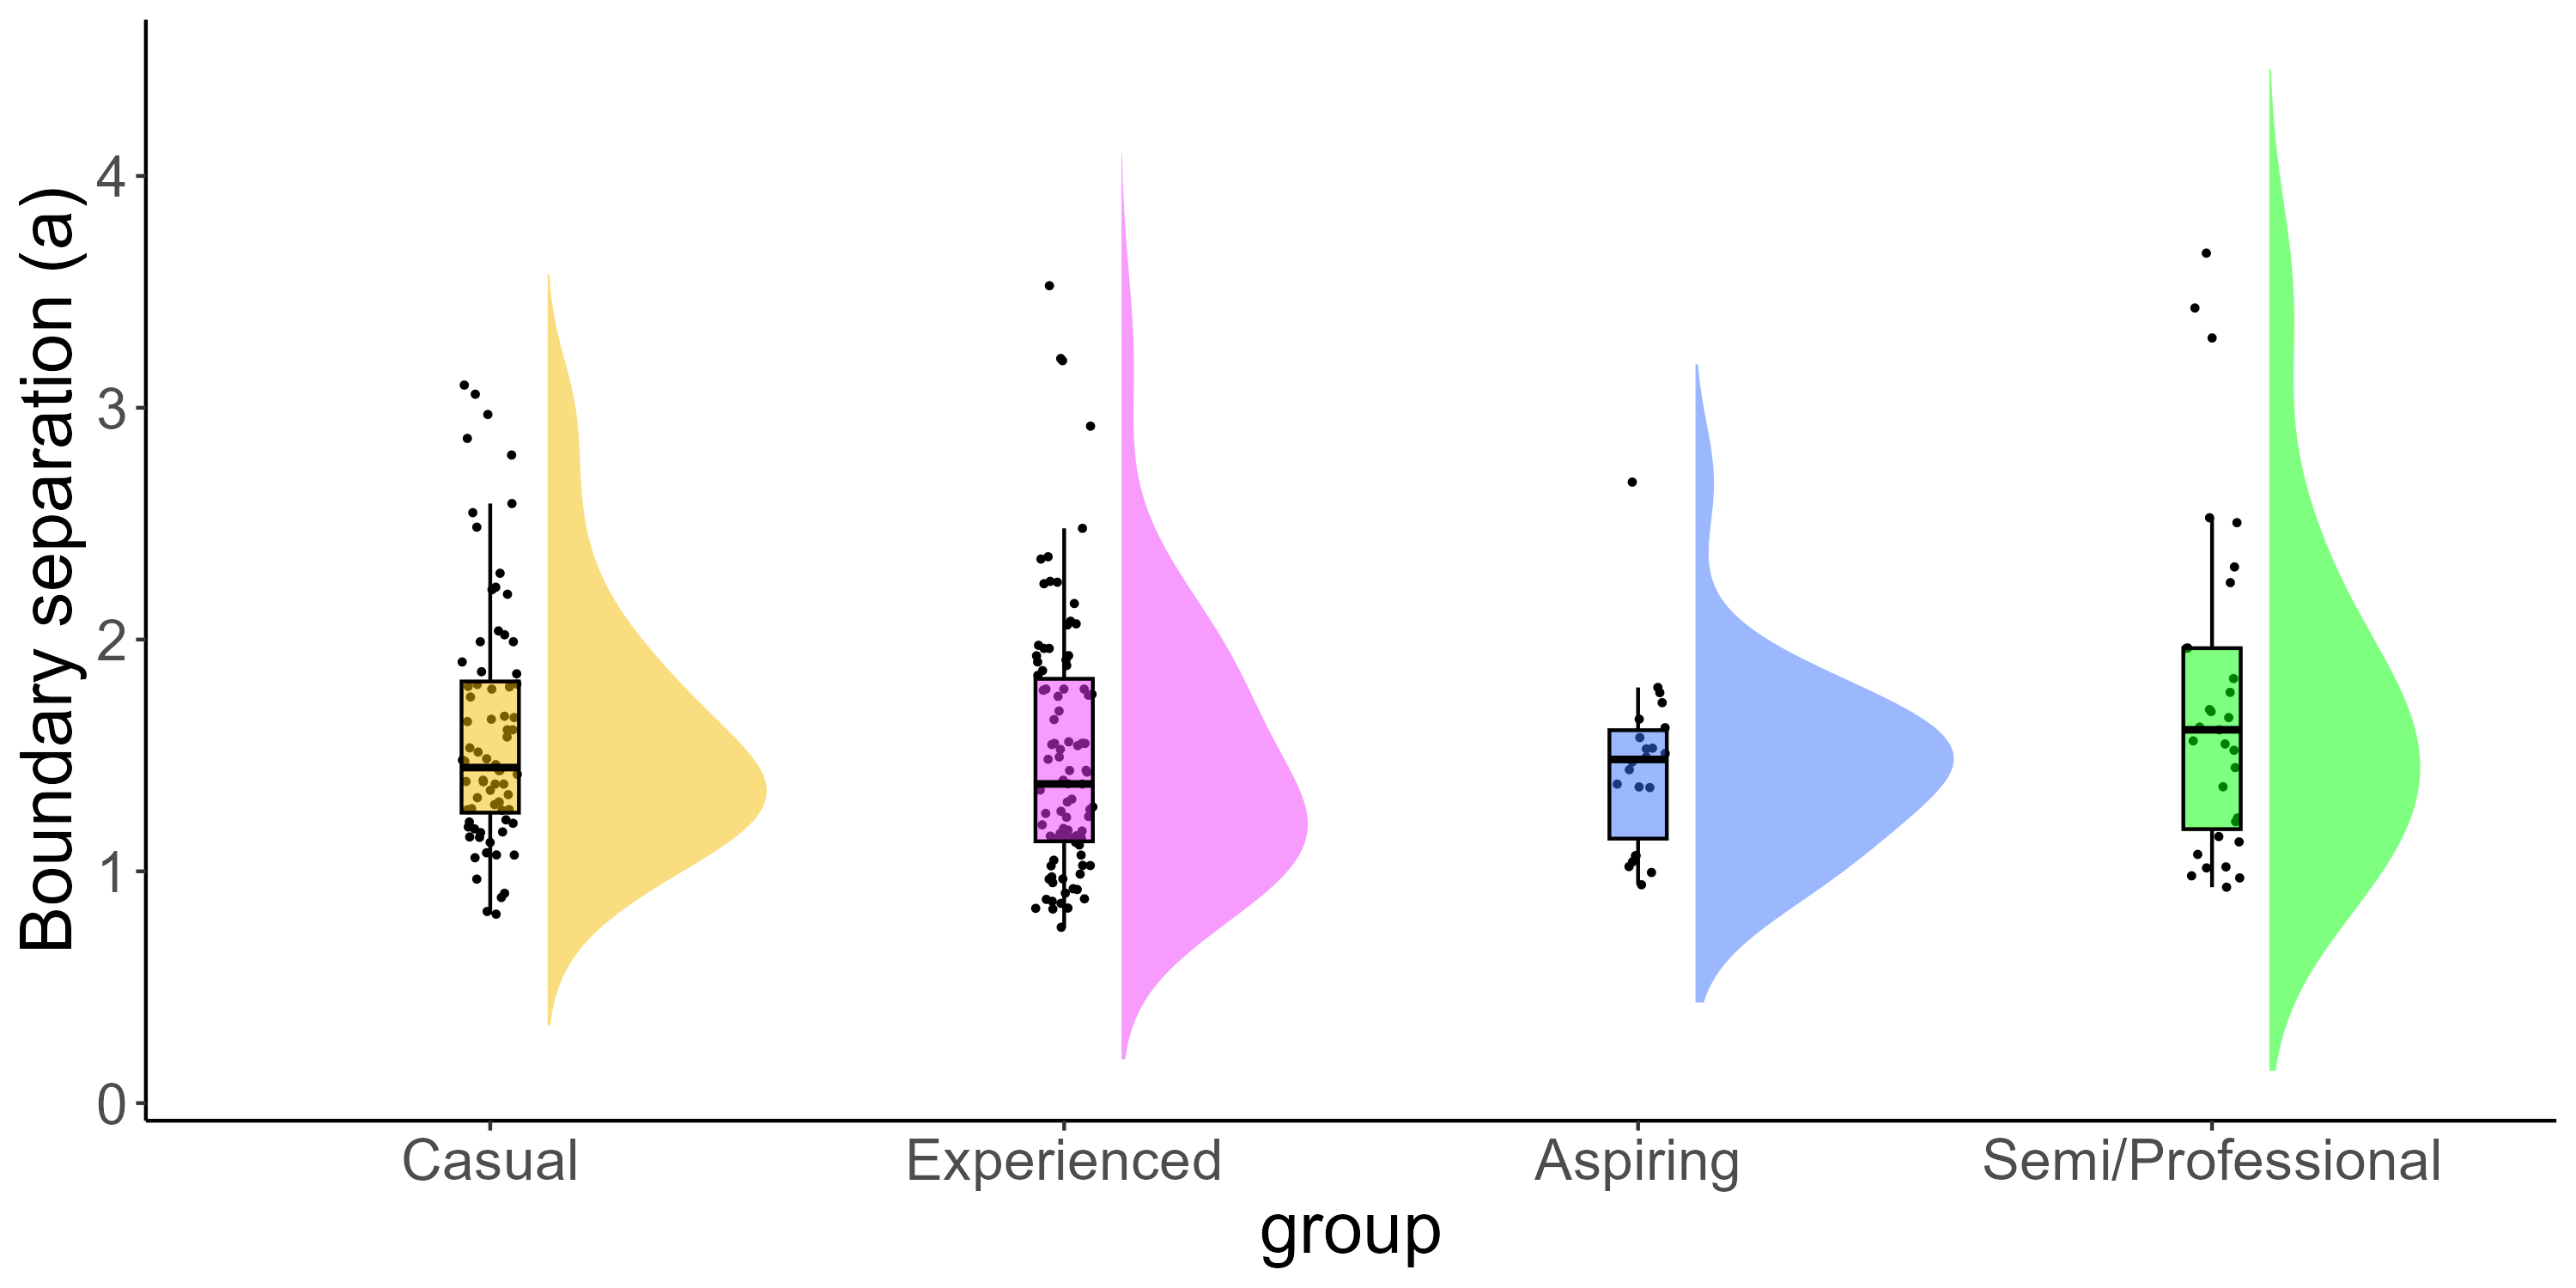 Boundary separation (a)
4
3
2
1
0
Casual
Experienced
Aspiring
Semi/Professional
group